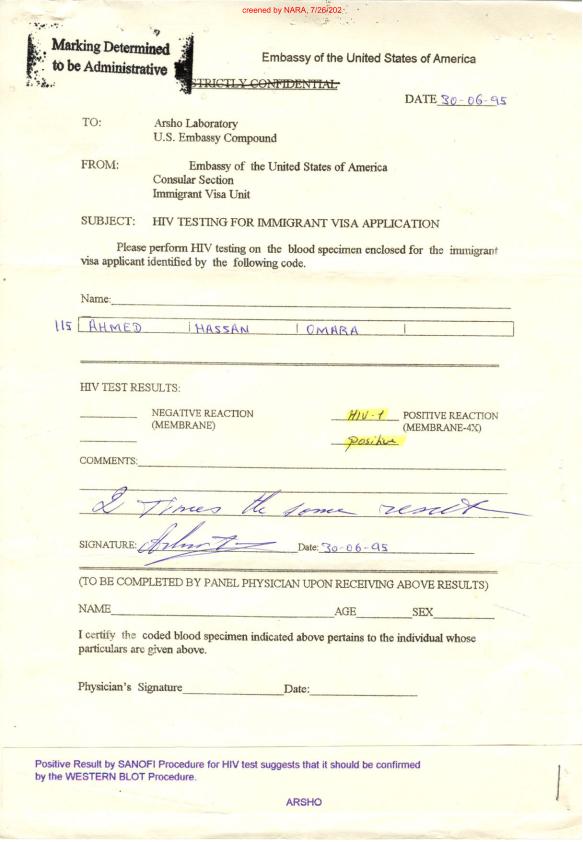 creened by NARA, 7/26/202
Marking Determined
to be Administrative
Embassy of the United States of America
STRICTLY CONFIDENTIAL
DATE 30-06-95
TO: Arsho Laboratory
U.S. Embassy Compound
FROM: Embassy of the United States of America
Consular Section
Immigrant Visa Unit
SUBJECT: HIV TESTING FOR IMMIGRANT VISA APPLICATION
Please perform HIV testing on the blood specimen enclosed for the immigrant
visa applicant identified by the following code.
Name:
115 AHMED HASSAN OMARA
HIV TEST RESULTS:
NEGATIVE REACTION HIV-1 POSITIVE REACTION
(MEMBRANE) (MEMBRANE-4X)
positive
COMMENTS:
2 Times the same result
SIGNATURE: Date: 30-06-95
(TO BE COMPLETED BY PANEL PHYSICIAN UPON RECEIVING ABOVE RESULTS)
NAME AGE SEX
I certify the coded blood specimen indicated above pertains to the individual whose
particulars are given above.
Physician's Signature Date:
Positive Result by SANOFI Procedure for HIV test suggests that it should be confirmed
by the WESTERN BLOT Procedure.
ARSHO